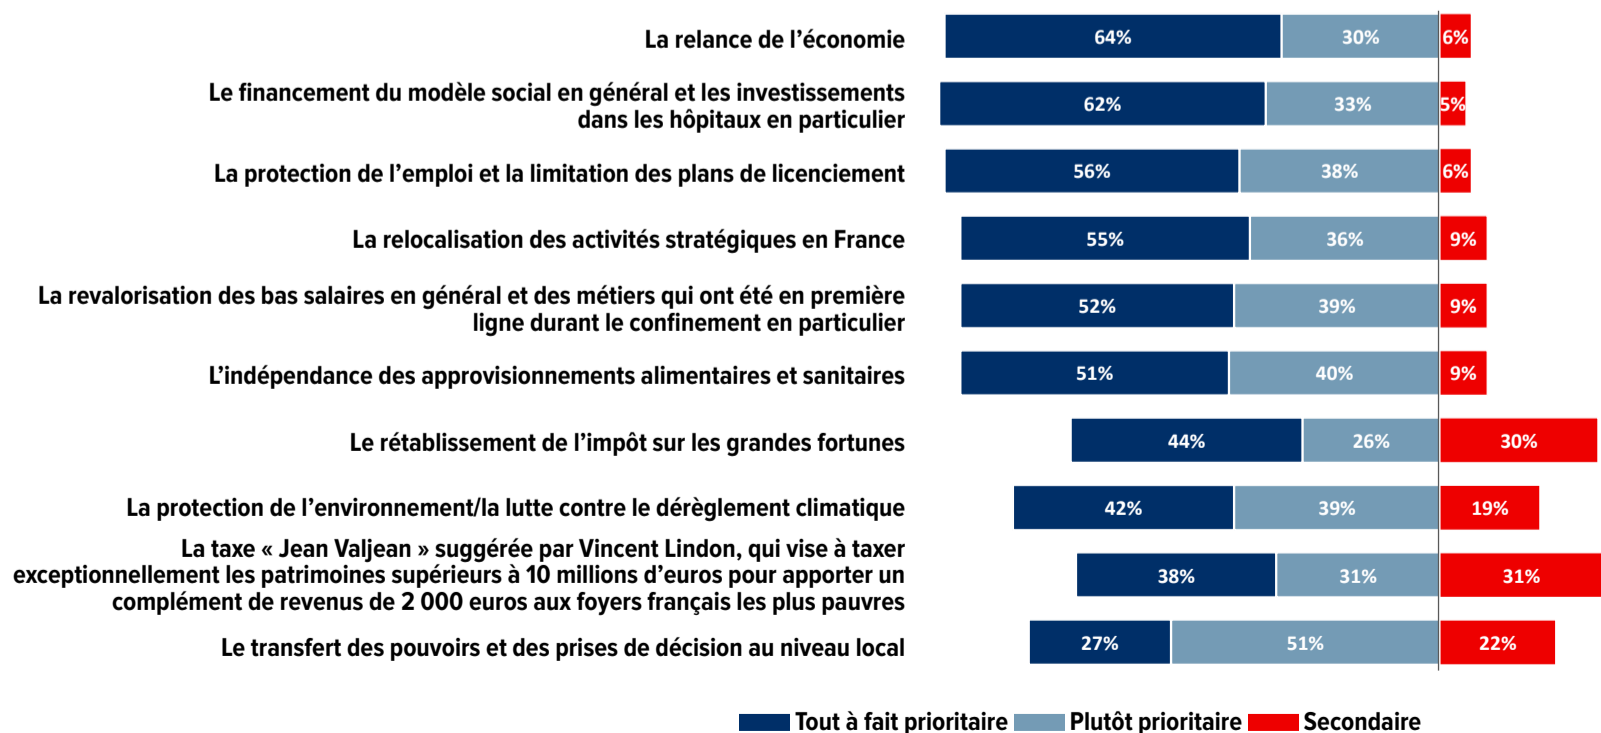 La relance de l’économie
64% 30% 6%
Le financement du modèle social en général et les investissements
dans les hôpitaux en particulier
62% 33% 5%
La protection de l’emploi et la limitation des plans de licenciement
56% 38% 6%
La relocalisation des activités stratégiques en France
55% 36% 9%
La revalorisation des bas salaires en général et des métiers qui ont été en première
ligne durant le confinement en particulier
52% 39% 9%
L’indépendance des approvisionnements alimentaires et sanitaires
51% 40% 9%
Le rétablissement de l’impôt sur les grandes fortunes
44% 26% 30%
La protection de l’environnement/la lutte contre le dérèglement climatique
42% 39% 19%
La taxe « Jean Valjean » suggérée par Vincent Lindon, qui vise à taxer
exceptionnellement les patrimoines supérieurs à 10 millions d’euros pour apporter un
complément de revenus de 2 000 euros aux foyers français les plus pauvres
38% 31% 31%
Le transfert des pouvoirs et des prises de décision au niveau local
27% 51% 22%
Tout à fait prioritaire Plutôt prioritaire Secondaire